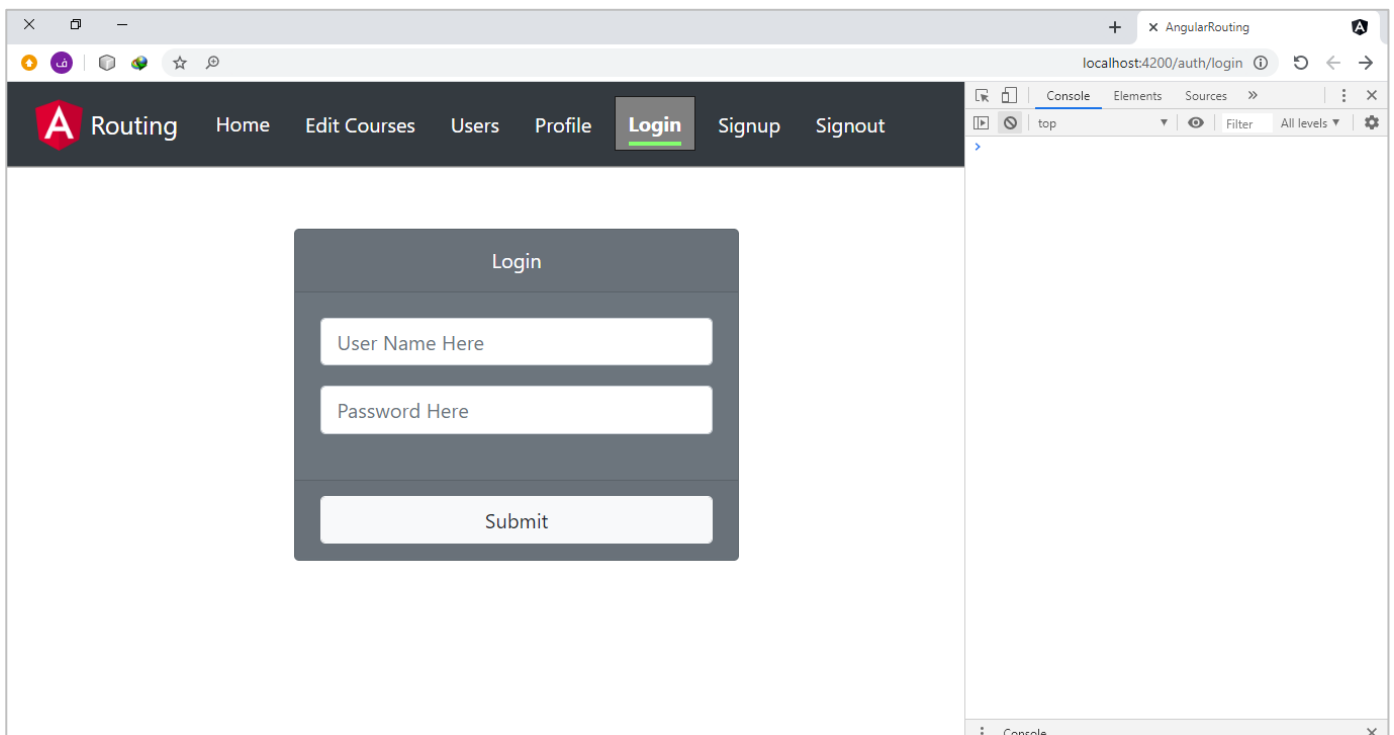 AngularRouting
localhost:4200/auth/login
ف
Routing Home Edit Courses Users Profile Login Signup Signout
Console Elements Sources
top Filter All levels
Login
User Name Here
Password Here
Submit
Console